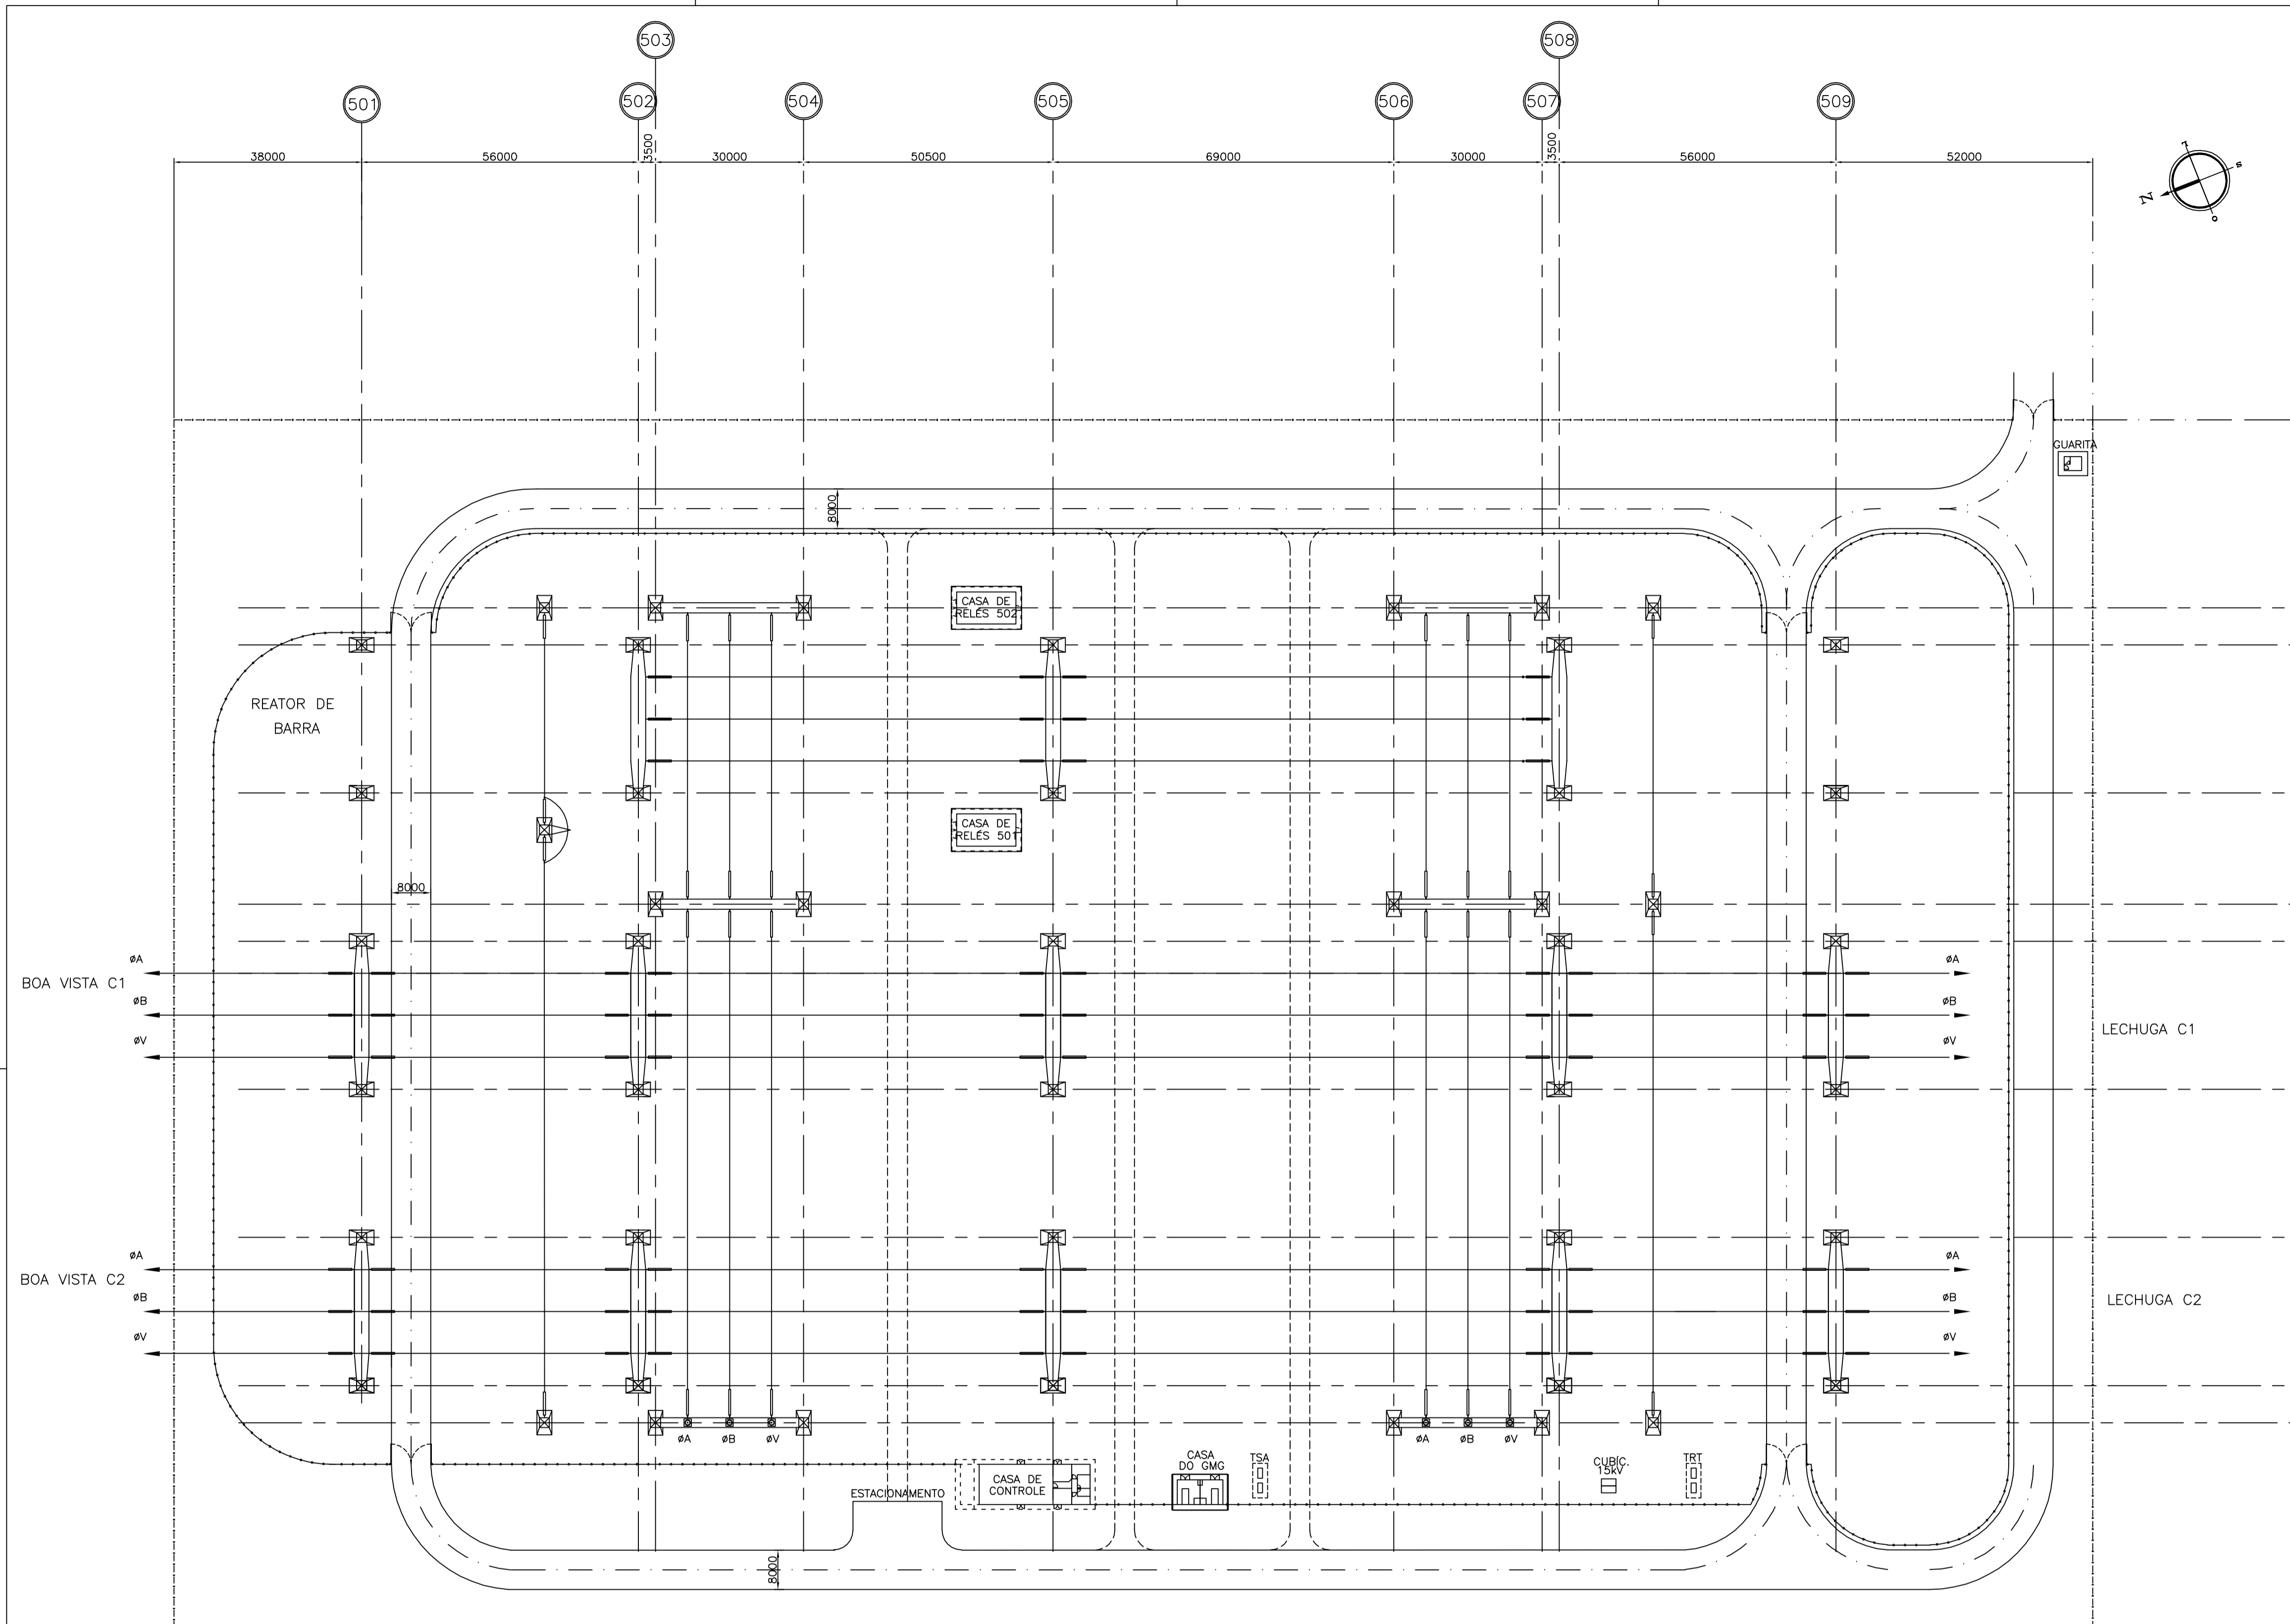 503
508
501
502
504
505
506
507
509
38000
56000
3500
30000
50500
69000
30000
3500
56000
52000
L
S
N
O
GUARITA
8000
CASA DE
RELÉS 502
REATOR DE
BARRA
CASA DE
RELÉS 501
8000
BOA VISTA C1
øA
øB
øV
øA
øB
øV
LECHUGA C1
BOA VISTA C2
øA
øB
øV
øA
øB
øV
LECHUGA C2
øA øB øV
øA øB øV
ESTACIONAMENTO
CASA DE
CONTROLE
CASA
DO GMG
TSA
CUBÍC.
15kV
TRT
8000